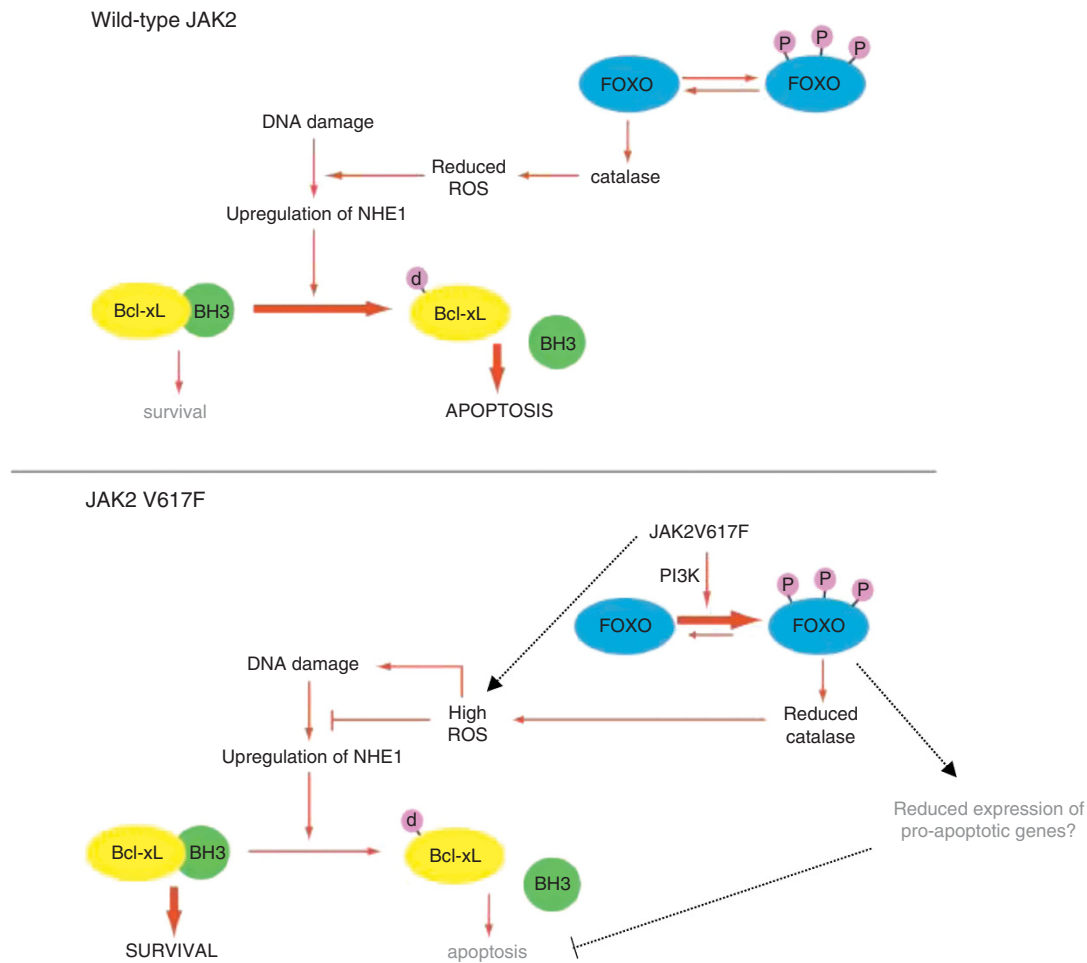 Wild-type JAK2
P
P
P
FOXO
FOXO
DNA damage
Reduced
ROS
catalase
Upregulation of NHE1
d
Bcl-xL
BH3
Bcl-xL
BH3
survival
APOPTOSIS
JAK2 V617F
JAK2V617F
PI3K
P
P
P
FOXO
FOXO
DNA damage
High
ROS
Reduced
catalase
Upregulation of NHE1
Reduced expression of
pro-apoptotic genes?
d
Bcl-xL
BH3
Bcl-xL
BH3
SURVIVAL
apoptosis